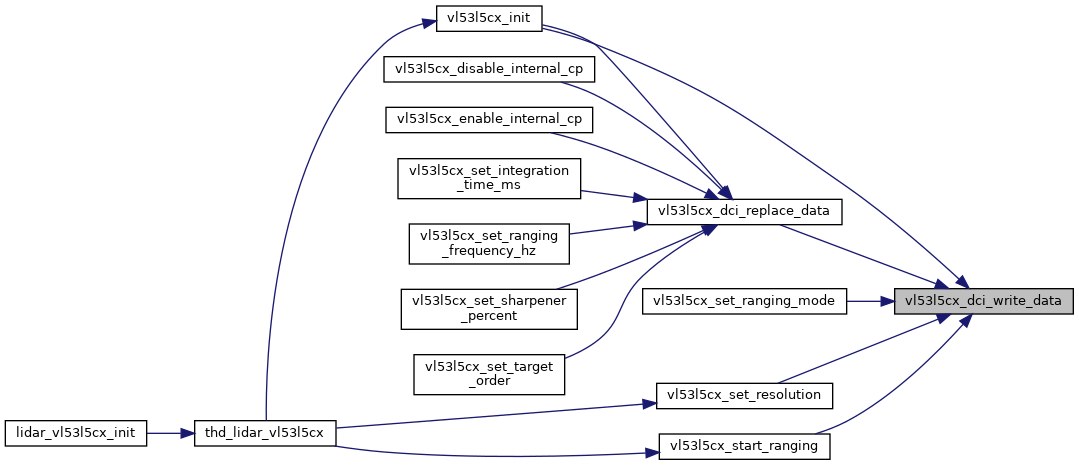 vl53l5cx_init
vl53l5cx_disable_internal_cp
vl53l5cx_enable_internal_cp
vl53l5cx_set_integration
_time_ms
vl53l5cx_dci_replace_data
vl53l5cx_set_ranging
_frequency_hz
vl53l5cx_set_sharpener
_percent
vl53l5cx_set_ranging_mode
vl53l5cx_dci_write_data
vl53l5cx_set_target
_order
vl53l5cx_set_resolution
lidar_vl53l5cx_init
thd_lidar_vl53l5cx
vl53l5cx_start_ranging